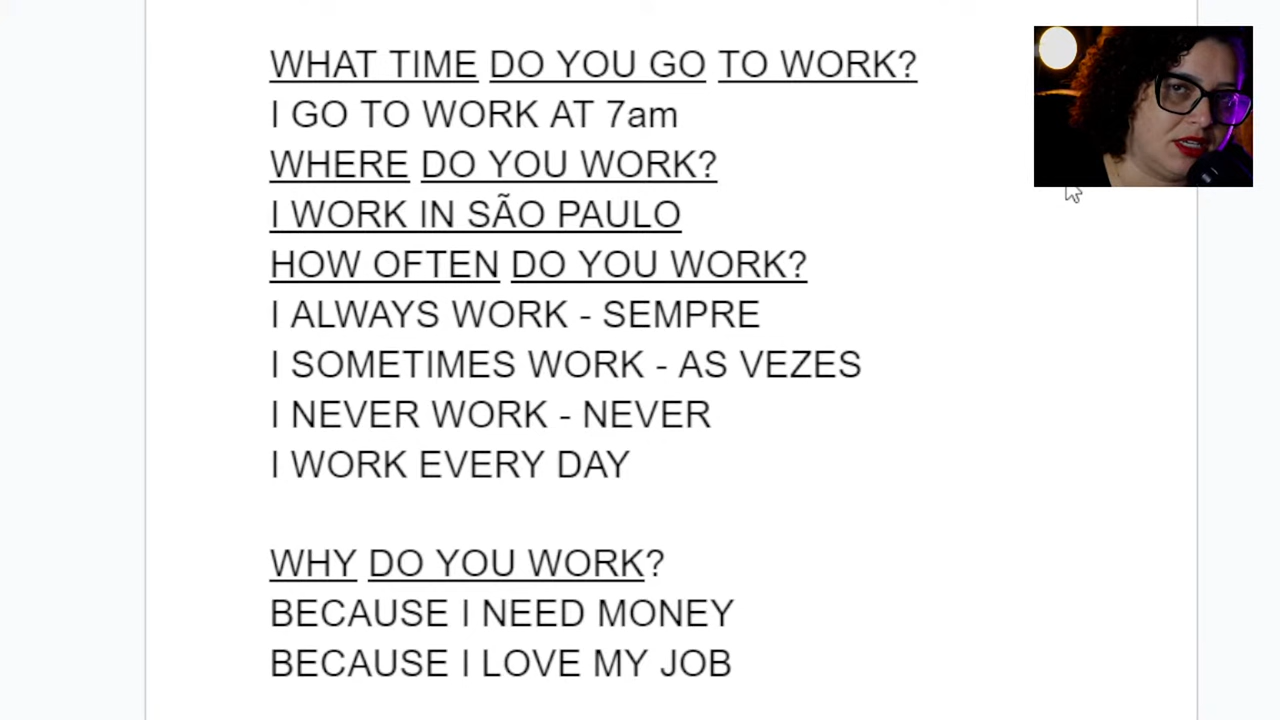 WHAT TIME DO YOU GO TO WORK?
I GO TO WORK AT 7am
WHERE DO YOU WORK?
I WORK IN SÃO PAULO
HOW OFTEN DO YOU WORK?
I ALWAYS WORK - SEMPRE
I SOMETIMES WORK - AS VEZES
I NEVER WORK - NEVER
I WORK EVERY DAY
WHY DO YOU WORK?
BECAUSE I NEED MONEY
BECAUSE I LOVE MY JOB